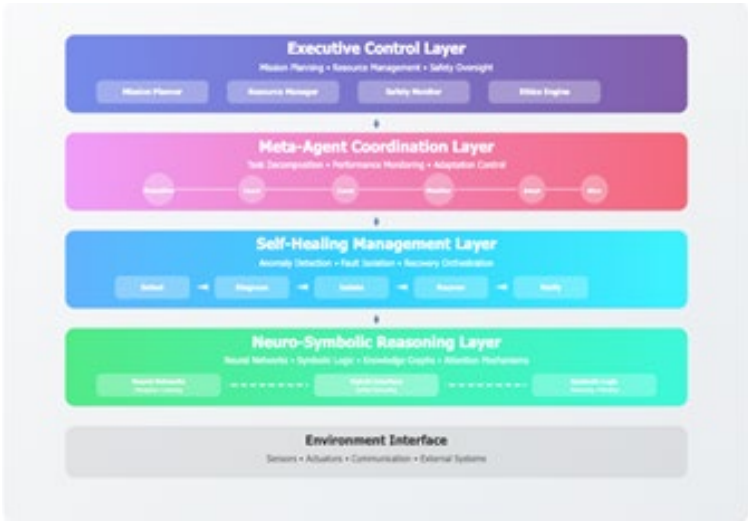 Executive Control Layer
Mission Planning • Resource Management • Safety Oversight
Mission Planner
Resource Manager
Safety Monitor
Ethics Engine
Meta-Agent Coordination Layer
Task Decomposition • Performance Monitoring • Adaptation Control
Monitor
Self-Healing Management Layer
Anomaly Detection • Fault Isolation • Recovery Orchestration
Detect
Diagnose
Isolate
Recover
Verify
Neuro-Symbolic Reasoning Layer
Neural Networks • Symbolic Logic • Knowledge Graphs • Attention Mechanisms
Neural Networks
Hybrid Interface
Symbolic Logic
Environment Interface
Sensors • Actuators • Communication • External Systems